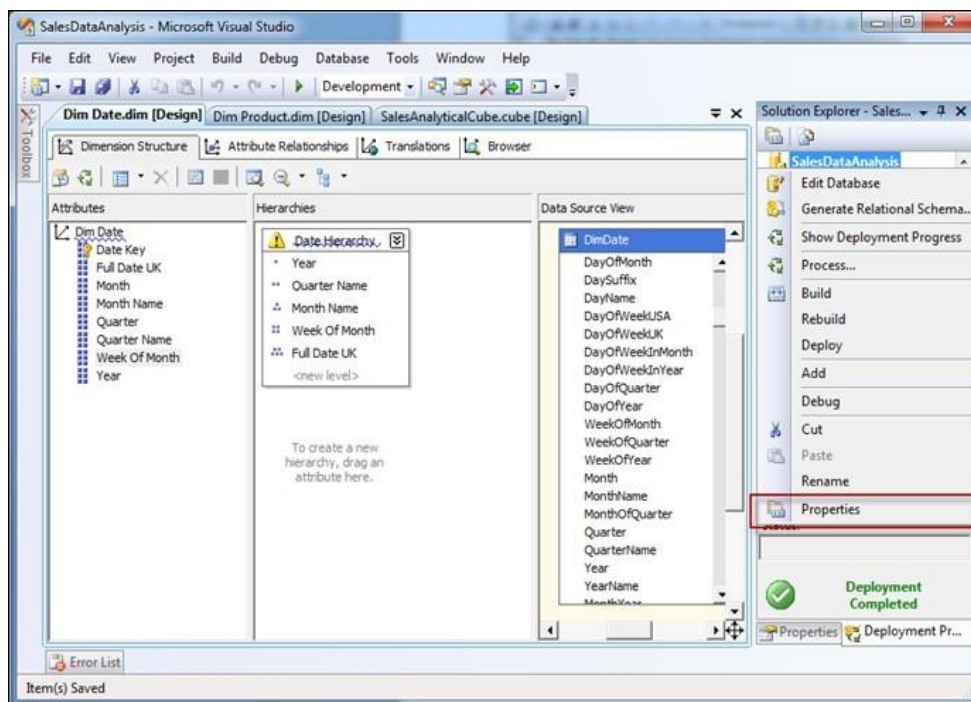 SalesDataAnalysis - Microsoft Visual Studio
File Edit View Project Build Debug Database Tools Window Help
Development
Toolbox
Dim Date.dim [Design] Dim Product.dim [Design] SalesAnalyticalCube.cube [Design]
Dimension Structure Attribute Relationships Translations Browser
Attributes
Dim Date
Date Key
Full Date UK
Month
Month Name
Quarter
Quarter Name
Week Of Month
Year
Hierarchies
Date Hierarchy
Year
Quarter Name
Month Name
Week Of Month
Full Date UK
<new level>
To create a new
hierarchy, drag an
attribute here.
Data Source View
DimDate
DayOfMonth
DaySuffix
DayName
DayOfWeekUSA
DayOfWeekUK
DayOfWeekInMonth
DayOfWeekInYear
DayOfQuarter
DayOfYear
WeekOfMonth
WeekOfQuarter
WeekOfYear
Month
MonthName
MonthOfQuarter
Quarter
QuarterName
Year
YearName
MonthYear
Solution Explorer - Sales...
SalesDataAnalysis
Edit Database
Generate Relational Schema...
Show Deployment Progress
Process...
Build
Rebuild
Deploy
Add
Debug
Cut
Paste
Rename
Properties
Status:
Deployment
Completed
Properties Deployment Pr...
Error List
Item(s) Saved